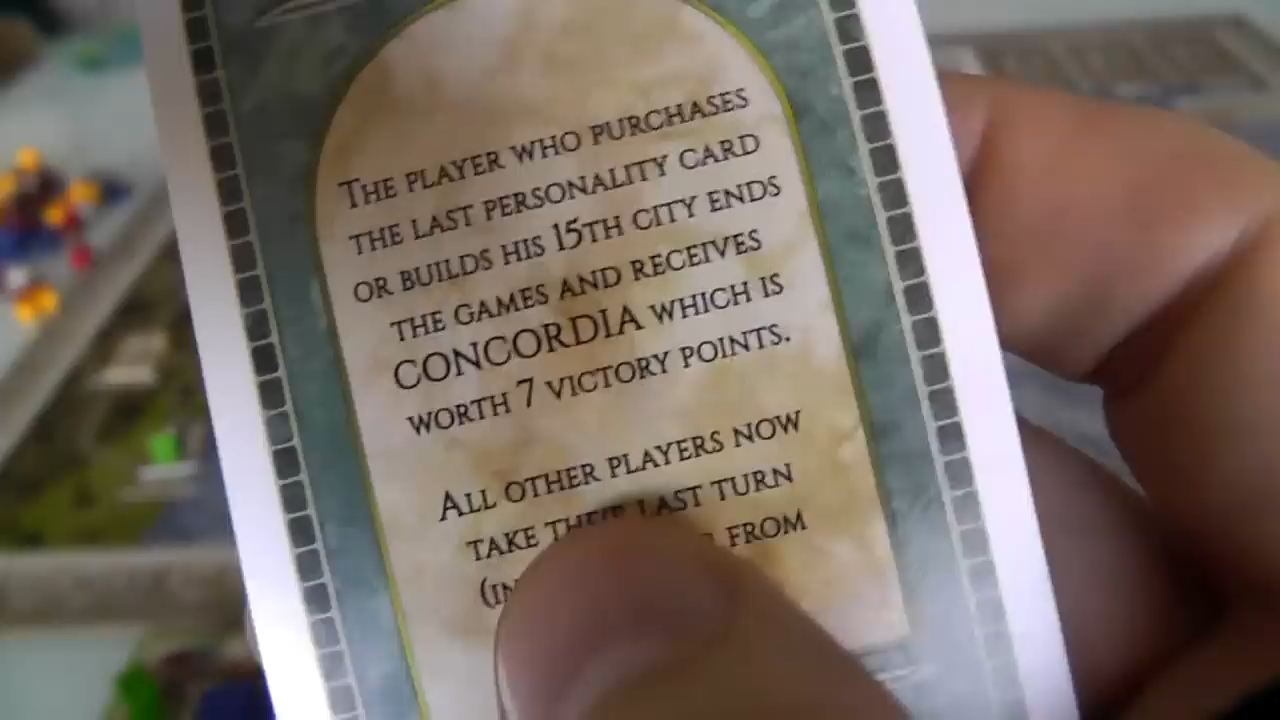 The player who purchases
the last personality card
or builds his 15th city ends
the games and receives
CONCORDIA which is
worth 7 victory points.
All other players now
take their last turn
from